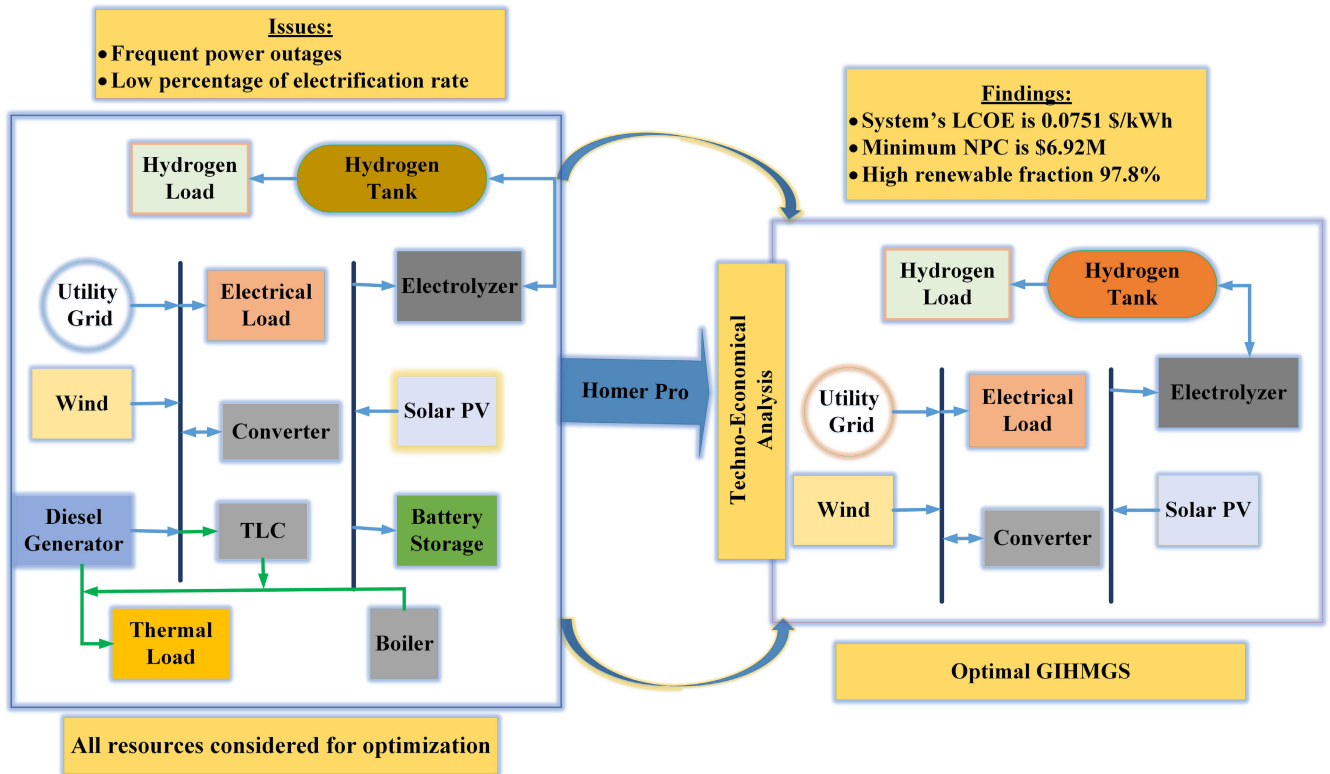 Issues:
• Frequent power outages
• Low percentage of electrification rate
Hydrogen
Load
Hydrogen
Tank
Utility
Grid
Electrical
Load
Electrolyzer
Wind
Converter
Solar PV
Diesel
Generator
TLC
Battery
Storage
Thermal
Load
Boiler
All resources considered for optimization
Homer Pro
Techno-Economical
Analysis
Findings:
• System’s LCOE is 0.0751 $/kWh
• Minimum NPC is $6.92M
• High renewable fraction 97.8%
Hydrogen
Load
Hydrogen
Tank
Utility
Grid
Electrical
Load
Electrolyzer
Wind
Converter
Solar PV
Optimal GIHMGS